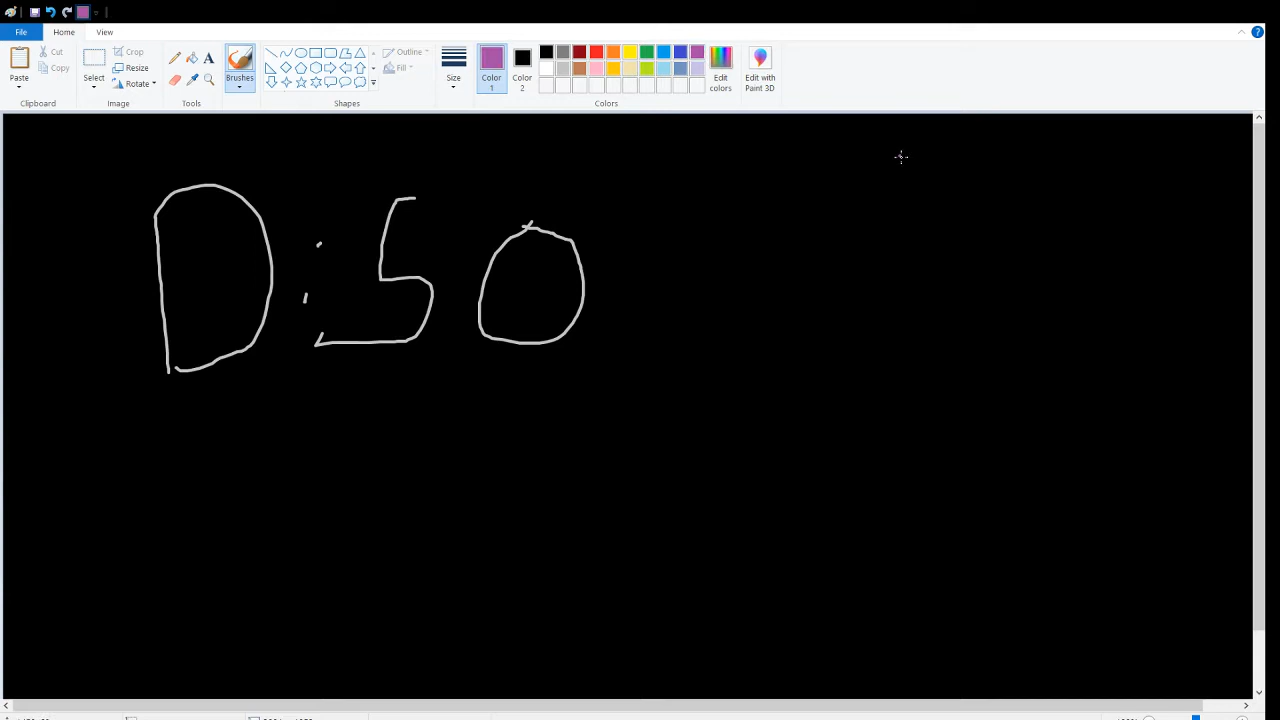 File Home View
Paste Cut Copy
Clipboard
Select Crop Resize Rotate
Image
Tools
Brushes
Outline Fill
Shapes
Size
Color 1 Color 2
Edit colors
Colors
Edit with Paint 3D
D:50